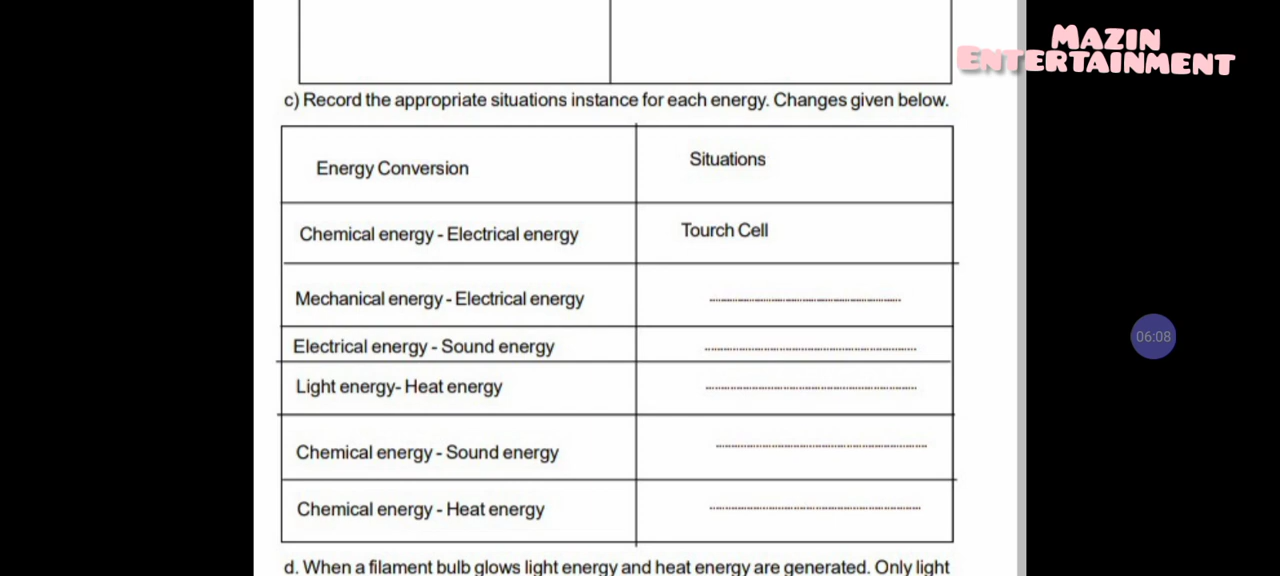 MAZIN
ENTERTAINMENT
c) Record the appropriate situations instance for each energy. Changes given below.
Energy Conversion
Situations
Chemical energy - Electrical energy
Tourch Cell
Mechanical energy - Electrical energy
Electrical energy - Sound energy
Light energy- Heat energy
Chemical energy - Sound energy
Chemical energy - Heat energy
06:08
d. When a filament bulb glows light energy and heat energy are generated. Only light